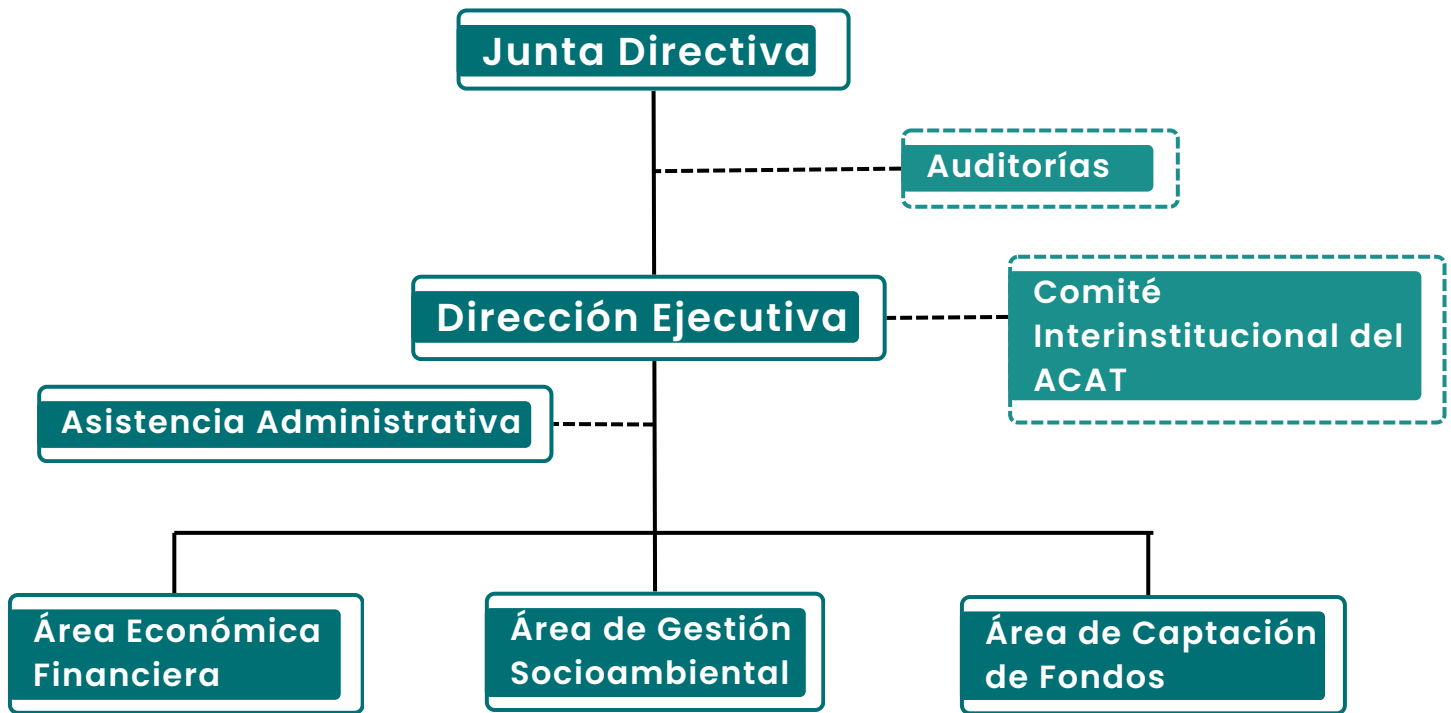 Junta Directiva
Auditorías
Comité
Interinstitucional del
ACAT
Dirección Ejecutiva
Asistencia Administrativa
Área Económica
Financiera
Área de Gestión
Socioambiental
Área de Captación
de Fondos